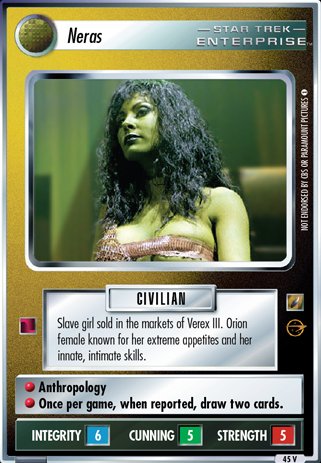 Neras
STAR TREK
ENTERPRISE™
NOT ENDORSED BY CBS OR PARAMOUNT PICTURES
CIVILIAN
Slave girl sold in the markets of Verex III. Orion
female known for her extreme appetites and her
innate, intimate skills.
Anthropology
Once per game, when reported, draw two cards.
INTEGRITY 6 CUNNING 5 STRENGTH 5
45 V